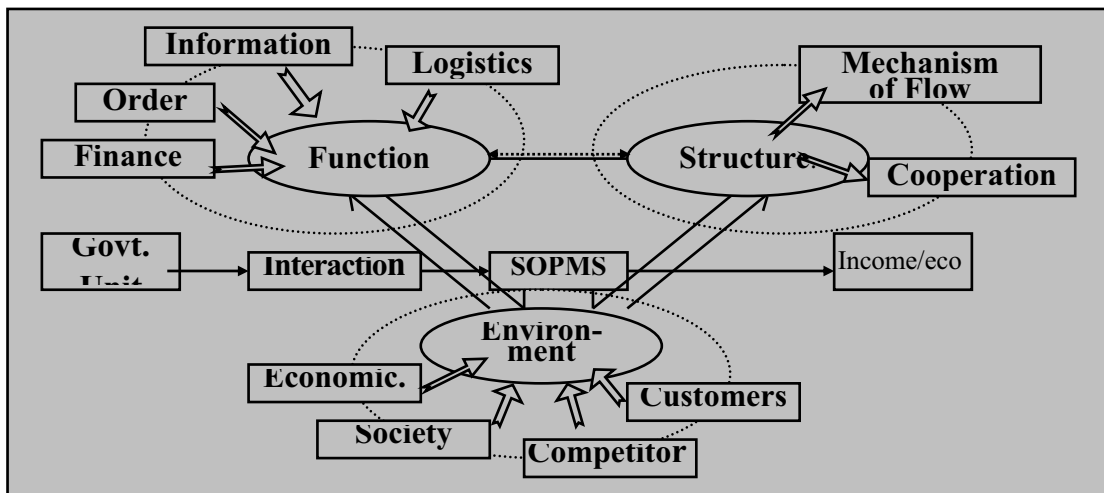 Information
Logistics
Mechanism
of Flow
Order
Finance
Function
Structure.
Cooperation
Govt.
Unit
Interaction
SOPMS
Income/eco
Environ-
ment
Economic.
Customers
Society
Competitor